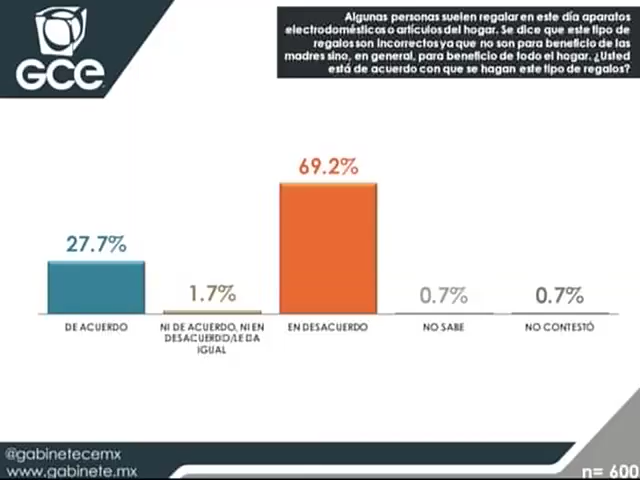 GCE
Algunas personas suelen regalar en este día aparatos
electrodomésticos o artículos del hogar. Se dice que este tipo de
regalos son incorrectos ya que no son para beneficio de las
madres sino, en general, para beneficio de todo el hogar. ¿Usted
está de acuerdo con que se hagan este tipo de regalos?
69.2%
27.7%
1.7%
0.7%
0.7%
DE ACUERDO
NI DE ACUERDO, NI EN
DESACUERDO/LE DA
IGUAL
EN DESACUERDO
NO SABE
NO CONTESTÓ
@gabinetecemx
www.gabinete.mx
n= 600